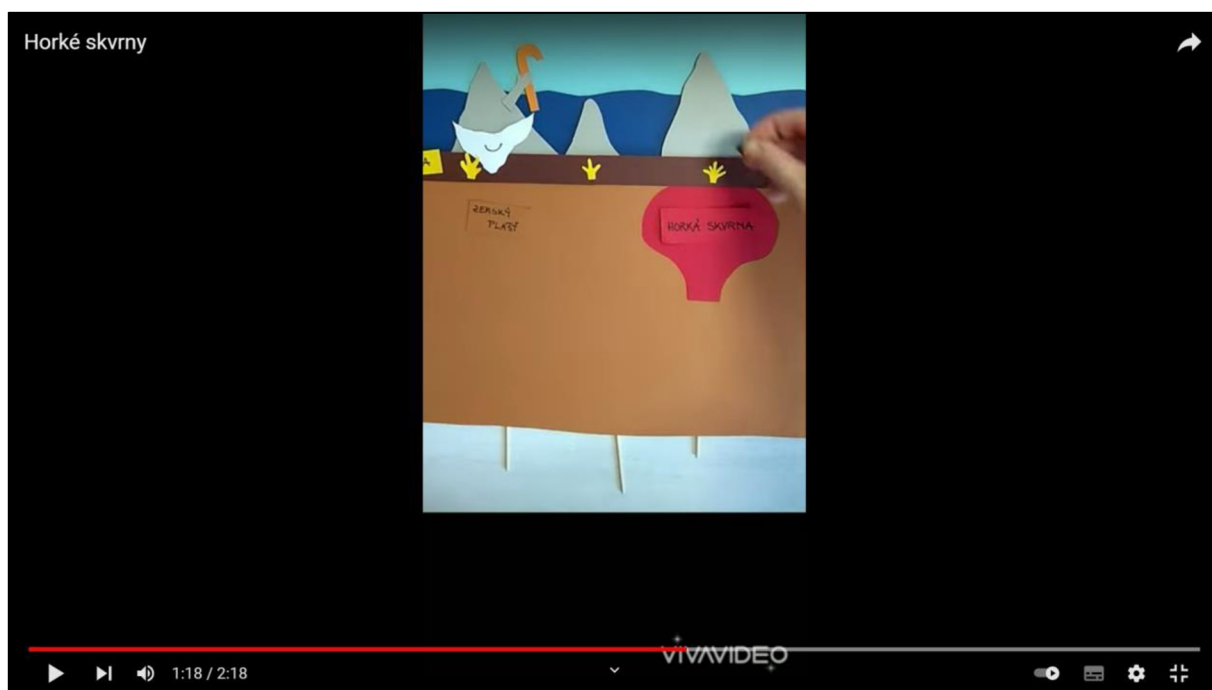 Horké skvrny
A
ZEMSKÝ
PLÁŠŤ
HORKÁ SKVRNA
VIVAVIDEO
1:18 / 2:18